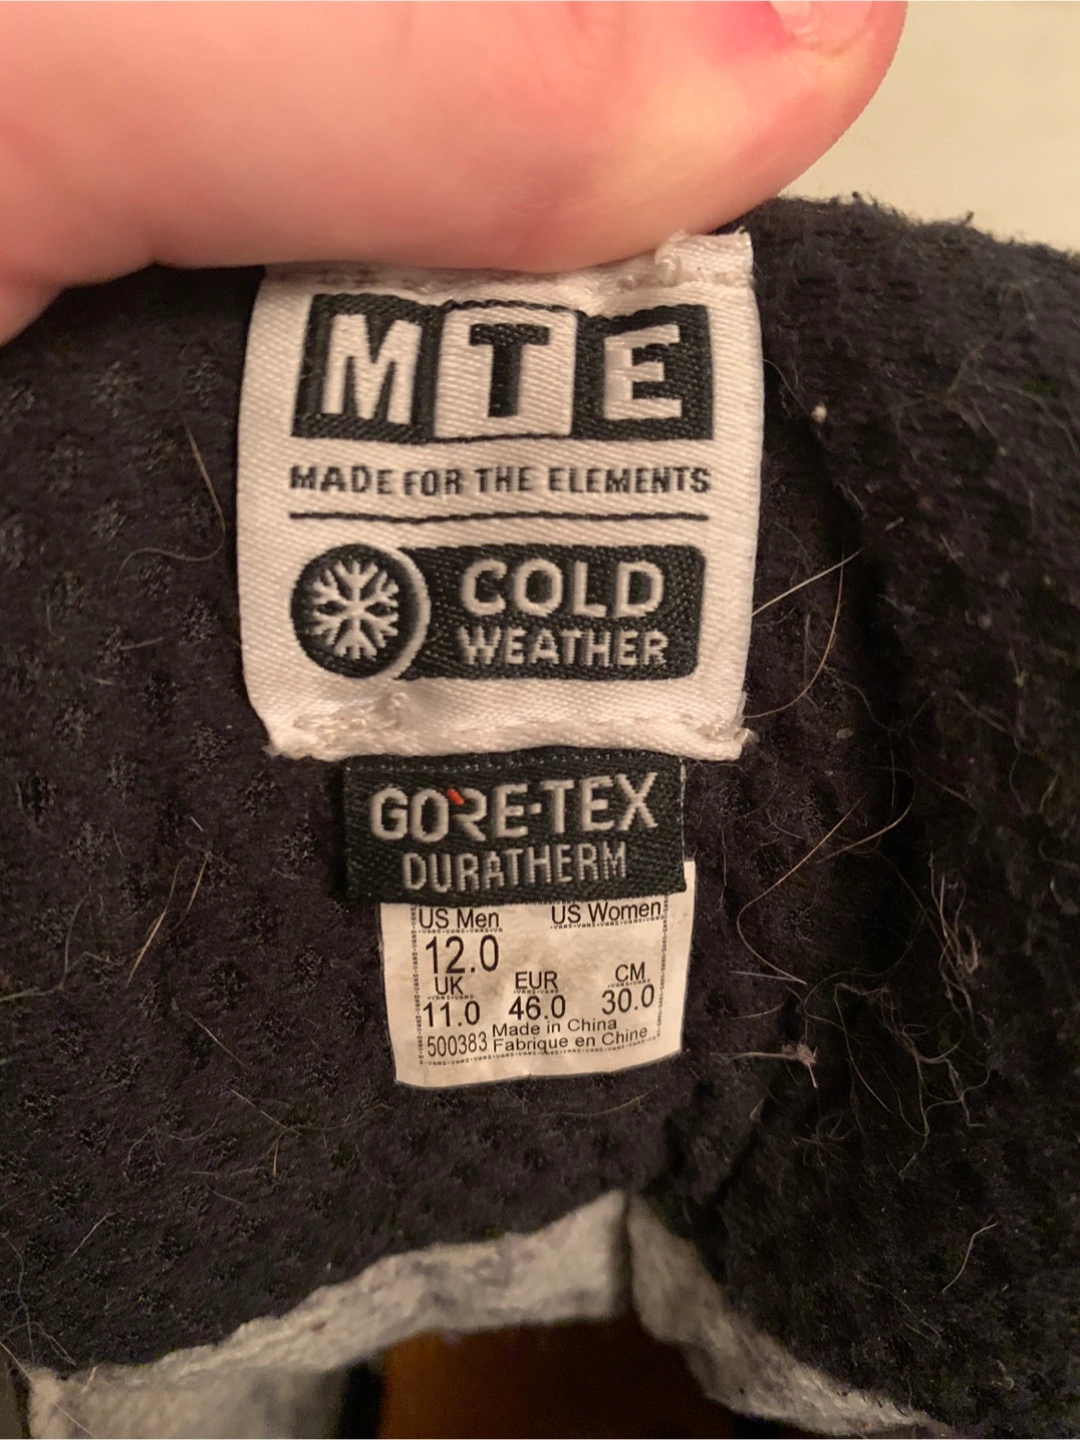 MTE
MADE FOR THE ELEMENTS
COLD
WEATHER
GORE-TEX
DURATHERM
US Men US Women
12.0
UK EUR CM
11.0 46.0 30.0
500383 Made in China
Fabrique en Chine